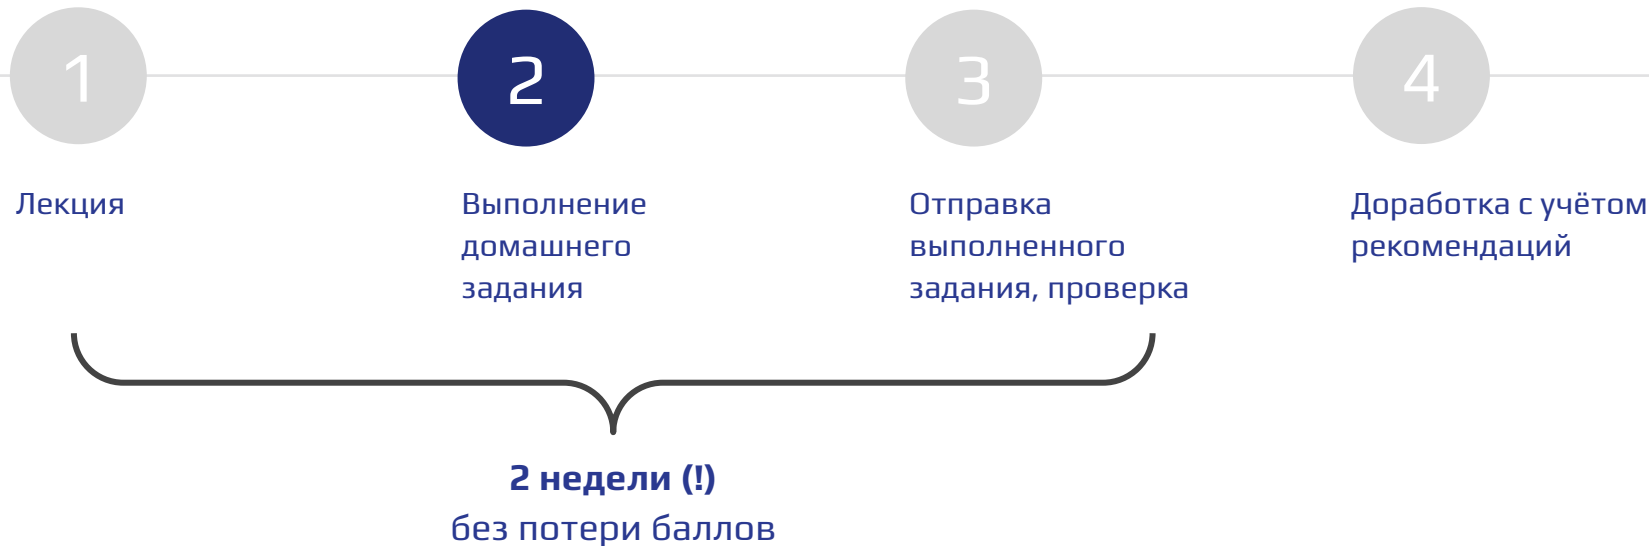 1
2
3
4
Лекция
Выполнение
домашнего
задания
Отправка
выполненного
задания, проверка
Доработка с учётом
рекомендаций
2 недели (!)
без потери баллов